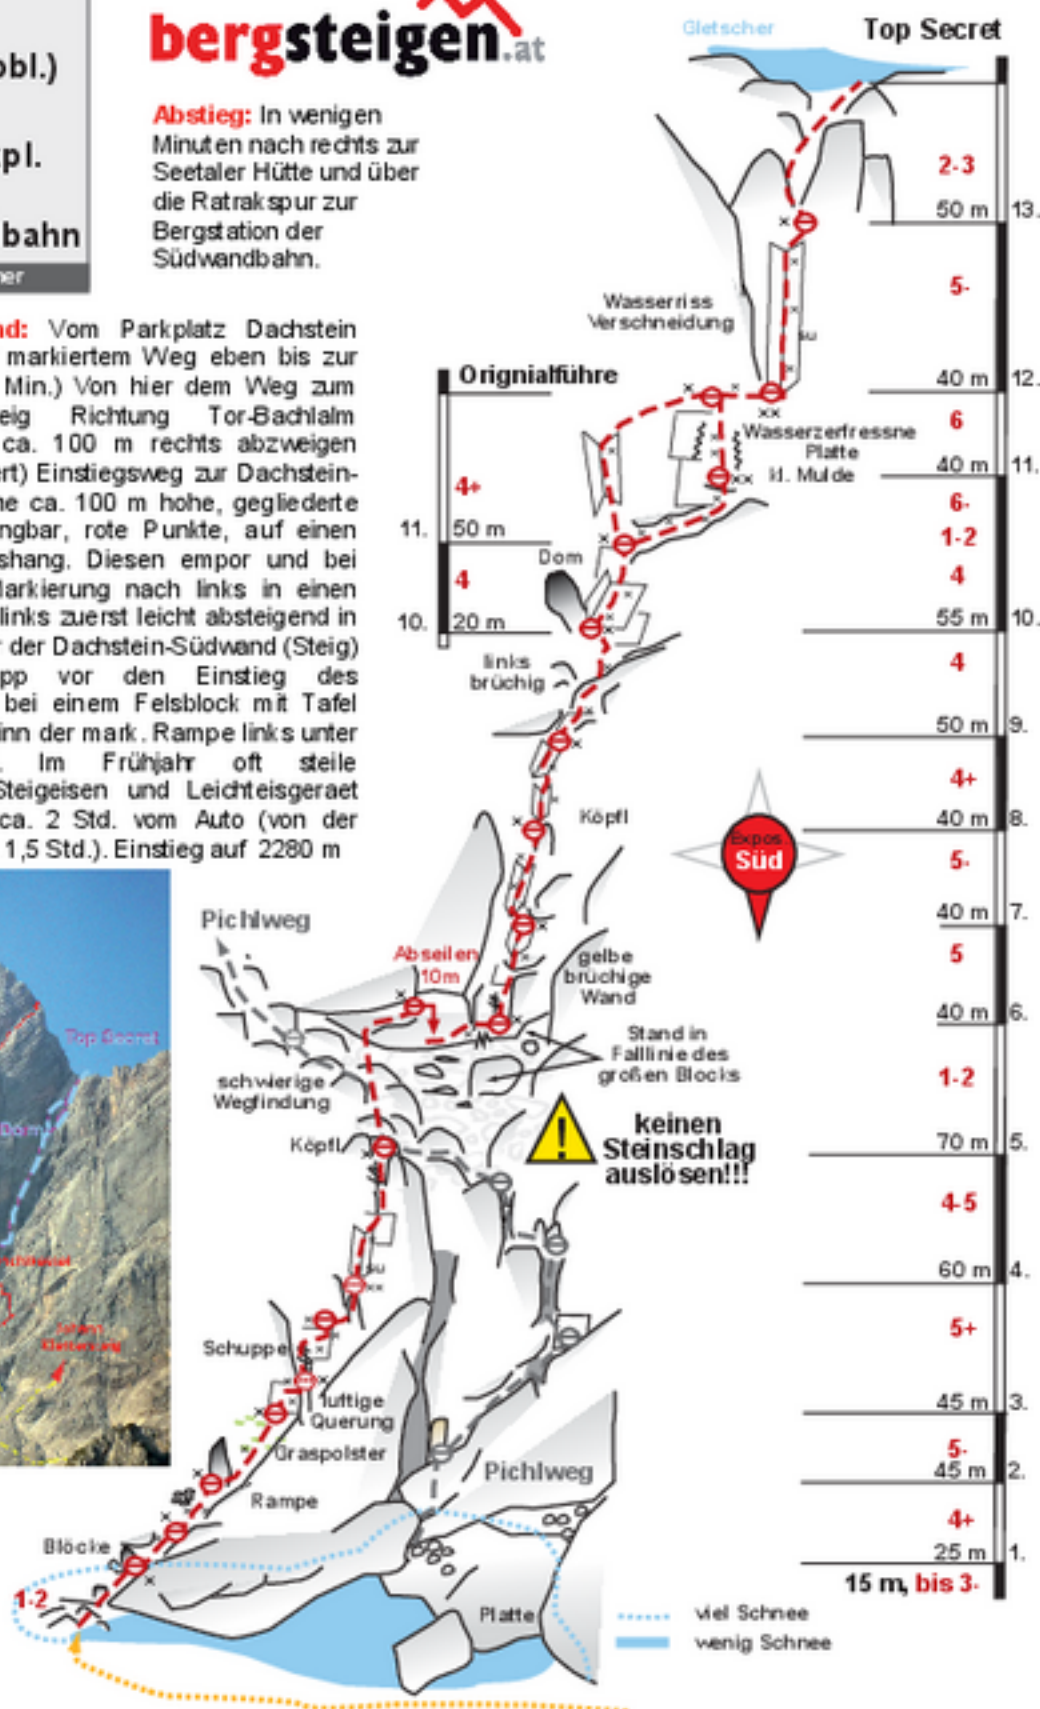 obl.)
pl.
bahn
ner
bergsteigen.at
Abstieg: In wenigen
Minuten nach rechts zur
Seetaler Hütte und über
die Ratrakspur zur
Bergstation der
Südwandbahn.
nd: Vom Parkplatz Dachstein
markiertem Weg eben bis zur
Min.) Von hier dem Weg zum
eig Richtung Tor-Bachlalm
ca. 100 m rechts abzweigen
ert) Einstiegsweg zur Dachstein-
ne ca. 100 m hohe, gegliederte
ngbar, rote Punkte, auf einen
shang. Diesen empor und bei
Markierung nach links in einen
links zuerst leicht absteigend in
r der Dachstein-Südwand (Steig)
pp vor den Einstieg des
bei einem Felsblock mit Tafel
inn der mark. Rampe links unter
. Im Frühjahr oft steile
Steigeisen und Leichteisgeraet
ca. 2 Std. vom Auto (von der
1,5 Std.). Einstieg auf 2280 m
Top Secret
Gletscher
Top Secret
2-3
50 m 13.
5-
Wasserriss
Verschneidung
su
40 m 12.
Orignialführe
6
Wasserzerfressne
Platte
kl. Mulde
40 m 11.
4+
6-
11. 50 m
1-2
Dom
4
4
10. 20 m
55 m 10.
links
brüchig
4
50 m 9.
4+
Köpfl
40 m 8.
Expos.
Süd
5-
40 m 7.
Pichlweg
Abseilen
10m
gelbe
brüchige
Wand
5
40 m 6.
Stand in
Falllinie des
großen Blocks
schwierige
Wegfindung
1-2
keinen
Steinschlag
auslösen!!!
Köpfl
70 m 5.
4-5
su
60 m 4.
Schuppe
5+
luftige
Querung
45 m 3.
Graspolster
5-
Pichlweg
45 m 2.
Rampe
4+
Blöcke
25 m 1.
15 m, bis 3-
1-2
Platte
viel Schnee
wenig Schnee